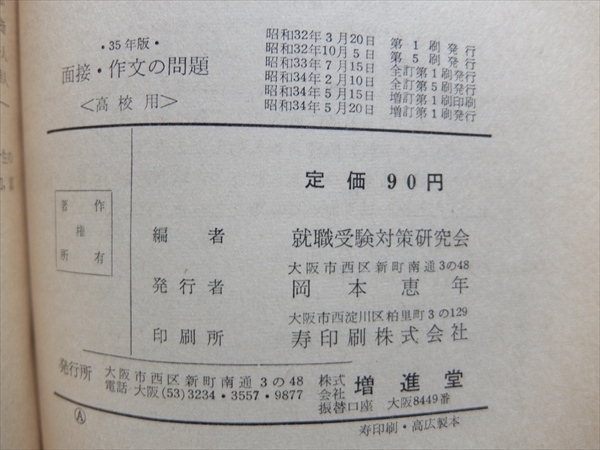 ・35年版・
面接・作文の問題
＜高校用＞
昭和32年3月20日 第1刷発行
昭和32年10月5日 第5刷発行
昭和33年7月15日 全訂第1刷発行
昭和34年2月10日 全訂第5刷発行
昭和34年5月15日 増訂第1刷印刷
昭和34年5月20日 増訂第1刷発行
定価 90円
著作
権
所有
編者 就職受験対策研究会
大阪市西区新町南通3の48
発行者 岡本恵年
大阪市西淀川区柏里町3の129
印刷所 寿印刷株式会社
発行所 大阪市西区新町南通3の48 株式会社 増進堂
電話・大阪(53)3234・3557・9877 振替口座 大阪8449番
Ⓐ
寿印刷・高広製本